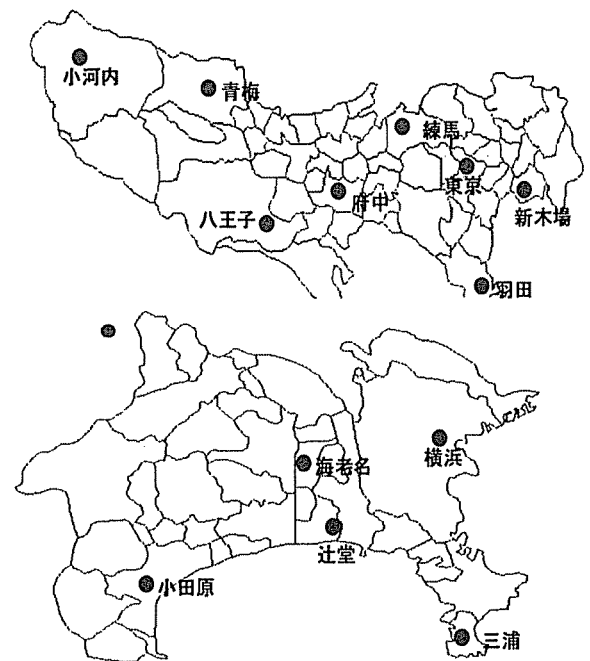 小河内
青梅
練馬
東京
府中
新木場
八王子
羽田
横浜
海老名
辻堂
小田原
三浦